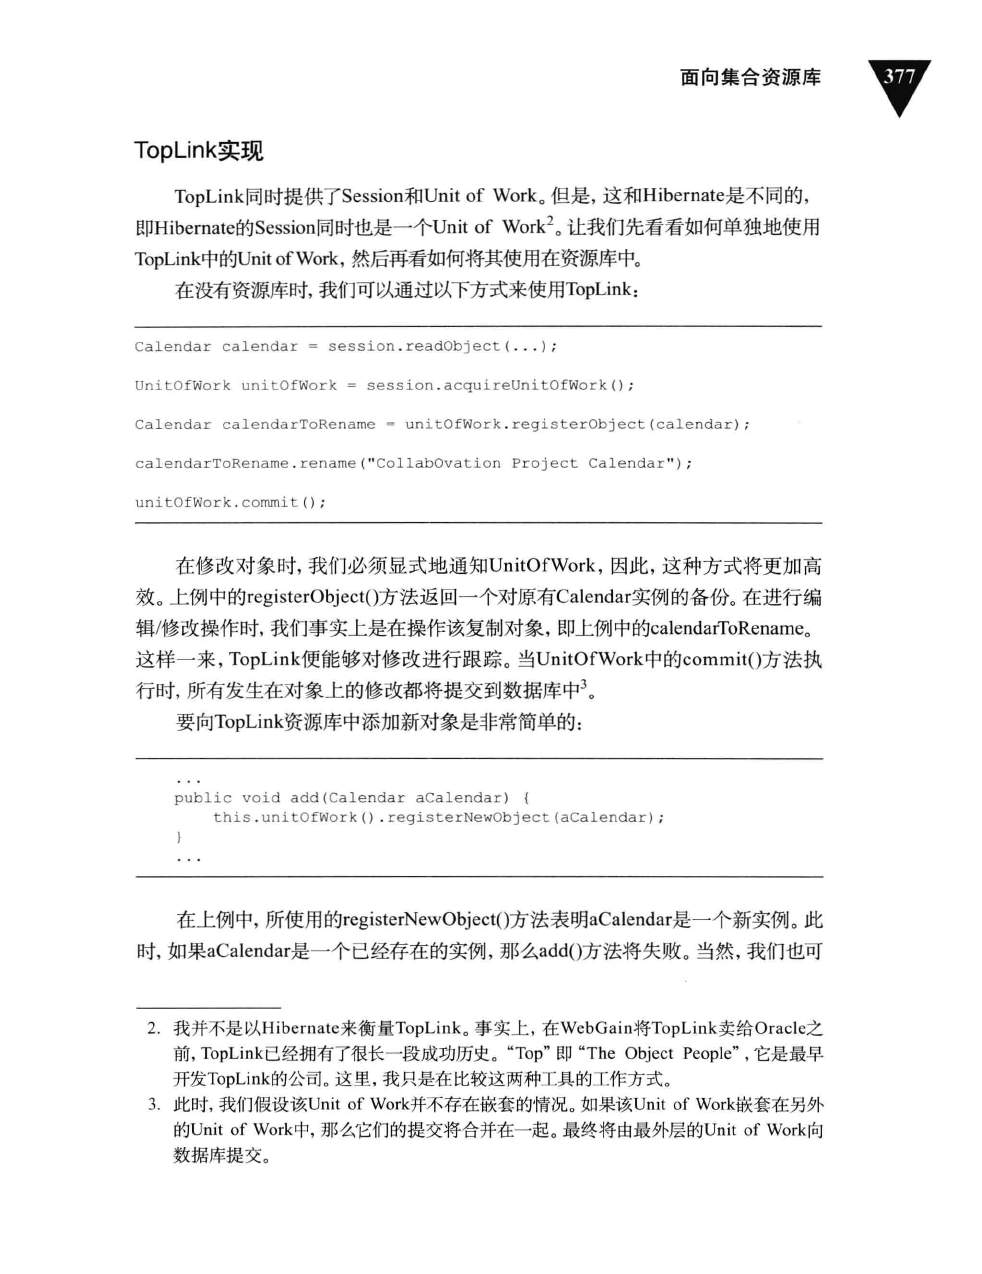 面向集合资源库
377
TopLink实现
TopLink同时提供了Session和Unit of Work。但是，这和Hibernate是不同的，
即Hibernate的Session同时也是一个Unit of Work2。让我们先看看如何单独地使用
TopLink中的Unit of Work，然后再看如何将其使用在资源库中。
在没有资源库时，我们可以通过以下方式来使用TopLink：
Calendar calendar = session.readObject(...);
UnitOfWork unitOfWork = session.acquireUnitOfWork();
Calendar calendarToRename = unitOfWork.registerObject(calendar);
calendarToRename.rename("CollabOvation Project Calendar");
unitOfWork.commit();
在修改对象时，我们必须显式地通知UnitOfWork，因此，这种方式将更加高
效。上例中的registerObject()方法返回一个对原有Calendar实例的备份。在进行编
辑/修改操作时，我们事实上是在操作该复制对象，即上例中的calendarToRename。
这样一来，TopLink便能够对修改进行跟踪。当UnitOfWork中的commit()方法执
行时，所有发生在对象上的修改都将提交到数据库中3。
要向TopLink资源库中添加新对象是非常简单的：
...
public void add(Calendar aCalendar) {
    this.unitOfWork().registerNewObject(aCalendar);
}
...
在上例中，所使用的registerNewObject()方法表明aCalendar是一个新实例。此
时，如果aCalendar是一个已经存在的实例，那么add()方法将失败。当然，我们也可
2. 我并不是以Hibernate来衡量TopLink。事实上，在WebGain将TopLink卖给Oracle之
前，TopLink已经拥有了很长一段成功历史。“Top”即“The Object People”，它是最早
开发TopLink的公司。这里，我只是在比较这两种工具的工作方式。
3. 此时，我们假设该Unit of Work并不存在嵌套的情况。如果该Unit of Work嵌套在另外
的Unit of Work中，那么它们的提交将合并在一起。最终将由最外层的Unit of Work向
数据库提交。